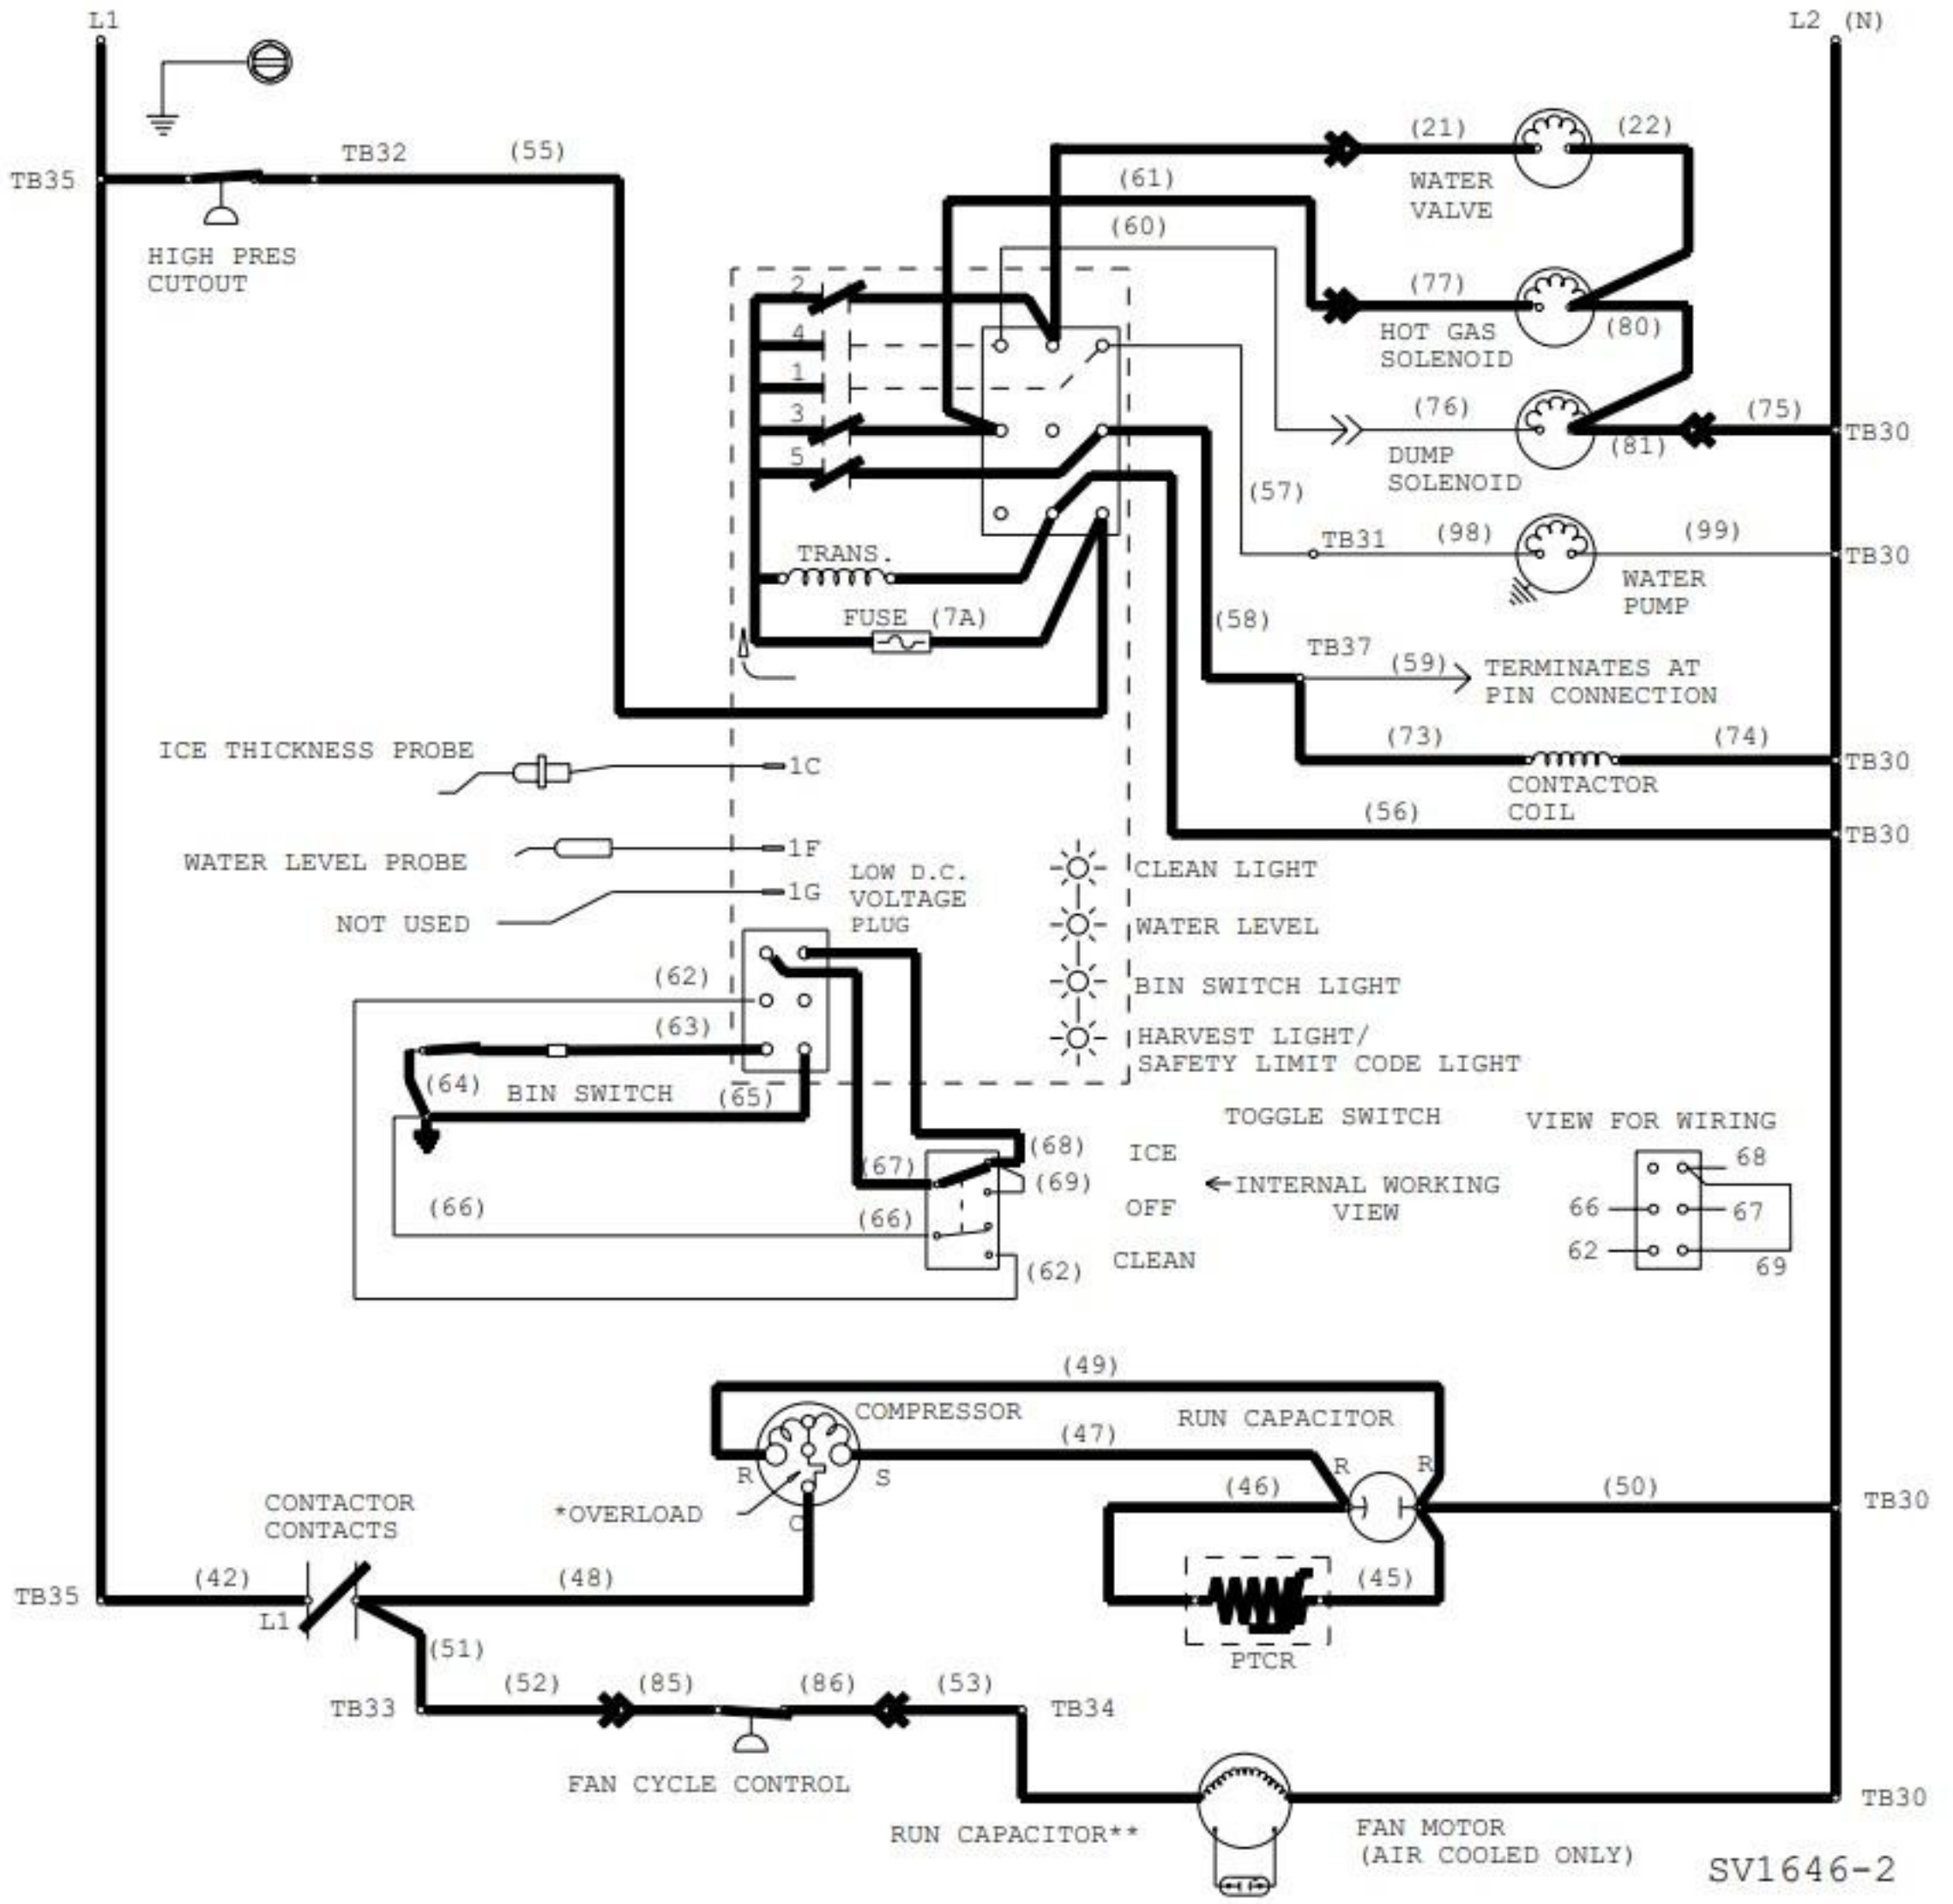 L1
L2 (N)
TB35
TB32
(55)
HIGH PRES
CUTOUT
(21)
(22)
WATER
VALVE
(61)
(60)
(77)
HOT GAS
SOLENOID
(80)
2
4
1
3
5
(76)
(75)
TB30
DUMP
SOLENOID
(81)
(57)
TB31
(98)
(99)
TB30
WATER
PUMP
TRANS.
FUSE (7A)
(58)
TB37
(59)
TERMINATES AT
PIN CONNECTION
ICE THICKNESS PROBE
1C
(73)
(74)
TB30
CONTACTOR
COIL
(56)
TB30
WATER LEVEL PROBE
1F
1G
NOT USED
LOW D.C.
VOLTAGE
PLUG
CLEAN LIGHT
WATER LEVEL
BIN SWITCH LIGHT
HARVEST LIGHT/
SAFETY LIMIT CODE LIGHT
(62)
(63)
(64)
BIN SWITCH
(65)
TOGGLE SWITCH
VIEW FOR WIRING
(68)
ICE
(67)
(69)
INTERNAL WORKING
VIEW
OFF
(66)
(66)
CLEAN
(62)
68
66
67
62
69
(49)
COMPRESSOR
RUN CAPACITOR
(47)
R
S
R
R
*OVERLOAD
C
(46)
(50)
TB30
CONTACTOR
CONTACTS
TB35
(42)
L1
(48)
(45)
PTCR
(51)
TB33
(52)
(85)
(86)
(53)
TB34
FAN CYCLE CONTROL
TB30
RUN CAPACITOR**
FAN MOTOR
(AIR COOLED ONLY)
SV1646-2